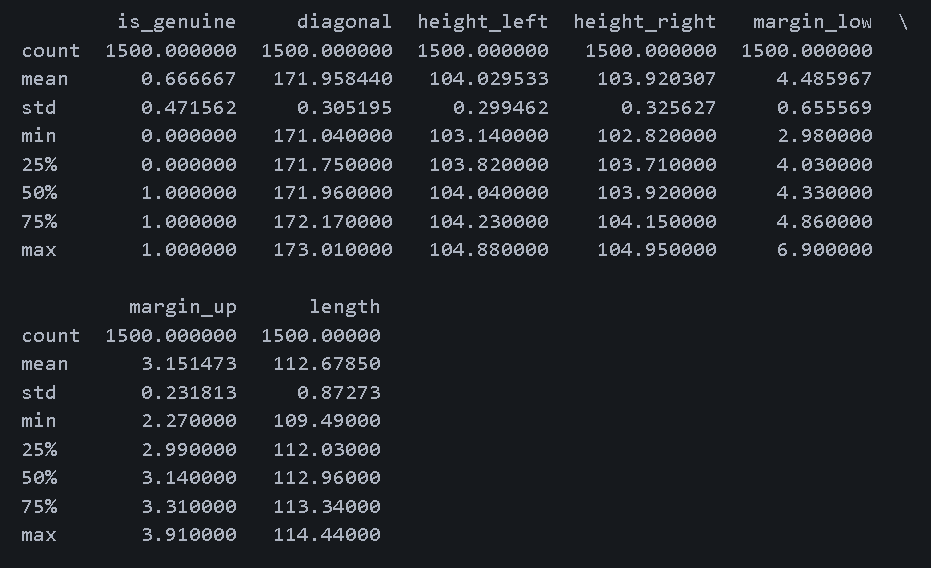 is_genuine diagonal height_left height_right margin_low \
count 1500.000000 1500.000000 1500.000000 1500.000000 1500.000000
mean 0.666667 171.958440 104.029533 103.920307 4.485967
std 0.471562 0.305195 0.299462 0.325627 0.655569
min 0.000000 171.040000 103.140000 102.820000 2.980000
25% 0.000000 171.750000 103.820000 103.710000 4.030000
50% 1.000000 171.960000 104.040000 103.920000 4.330000
75% 1.000000 172.170000 104.230000 104.150000 4.860000
max 1.000000 173.010000 104.880000 104.950000 6.900000
margin_up length
count 1500.000000 1500.00000
mean 3.151473 112.67850
std 0.231813 0.87273
min 2.270000 109.49000
25% 2.990000 112.03000
50% 3.140000 112.96000
75% 3.310000 113.34000
max 3.910000 114.44000